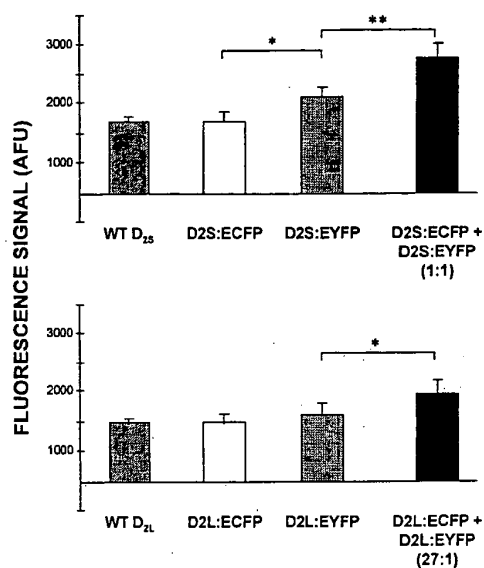 FLUORESCENCE SIGNAL (AFU)
3000
2000
1000
*
**
WT D2S
D2S:ECFP
D2S:EYFP
D2S:ECFP +
D2S:EYFP
(1:1)
3000
2000
1000
*
WT D2L
D2L:ECFP
D2L:EYFP
D2L:ECFP +
D2L:EYFP
(27:1)